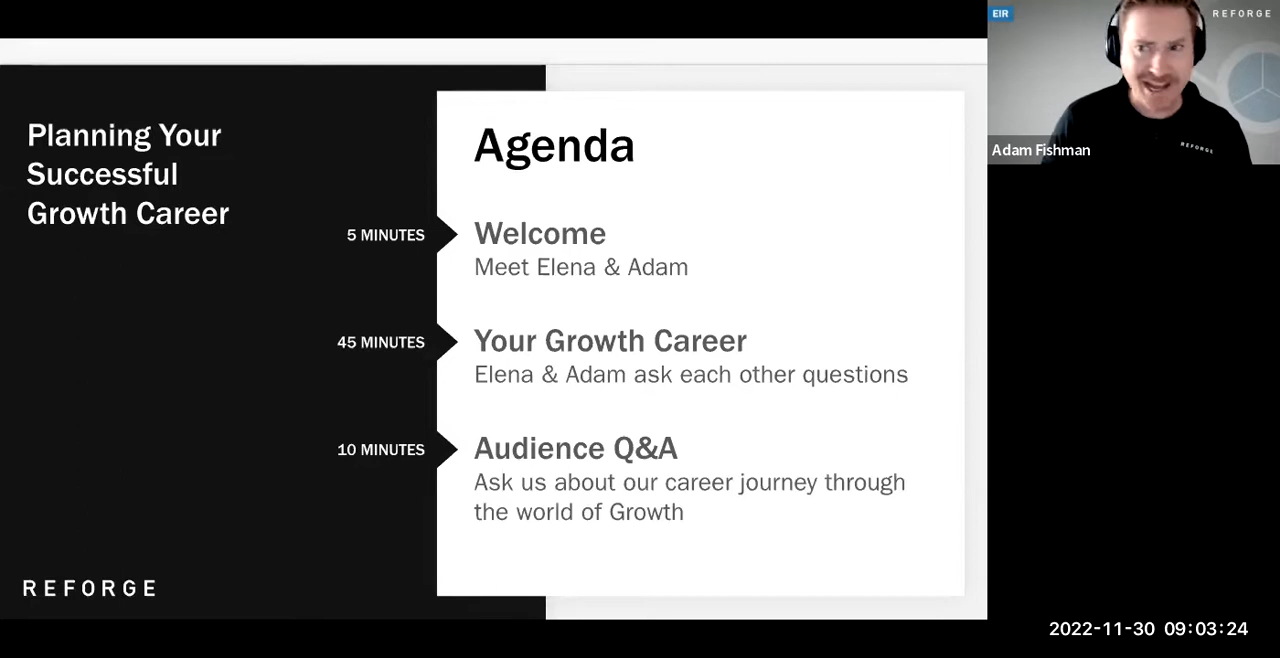 Planning Your
Successful
Growth Career
Agenda
5 MINUTES
Welcome
Meet Elena & Adam
45 MINUTES
Your Growth Career
Elena & Adam ask each other questions
10 MINUTES
Audience Q&A
Ask us about our career journey through
the world of Growth
REFORGE
EIR
REFORGE
REFORGE
Adam Fishman
2022-11-30 09:03:24